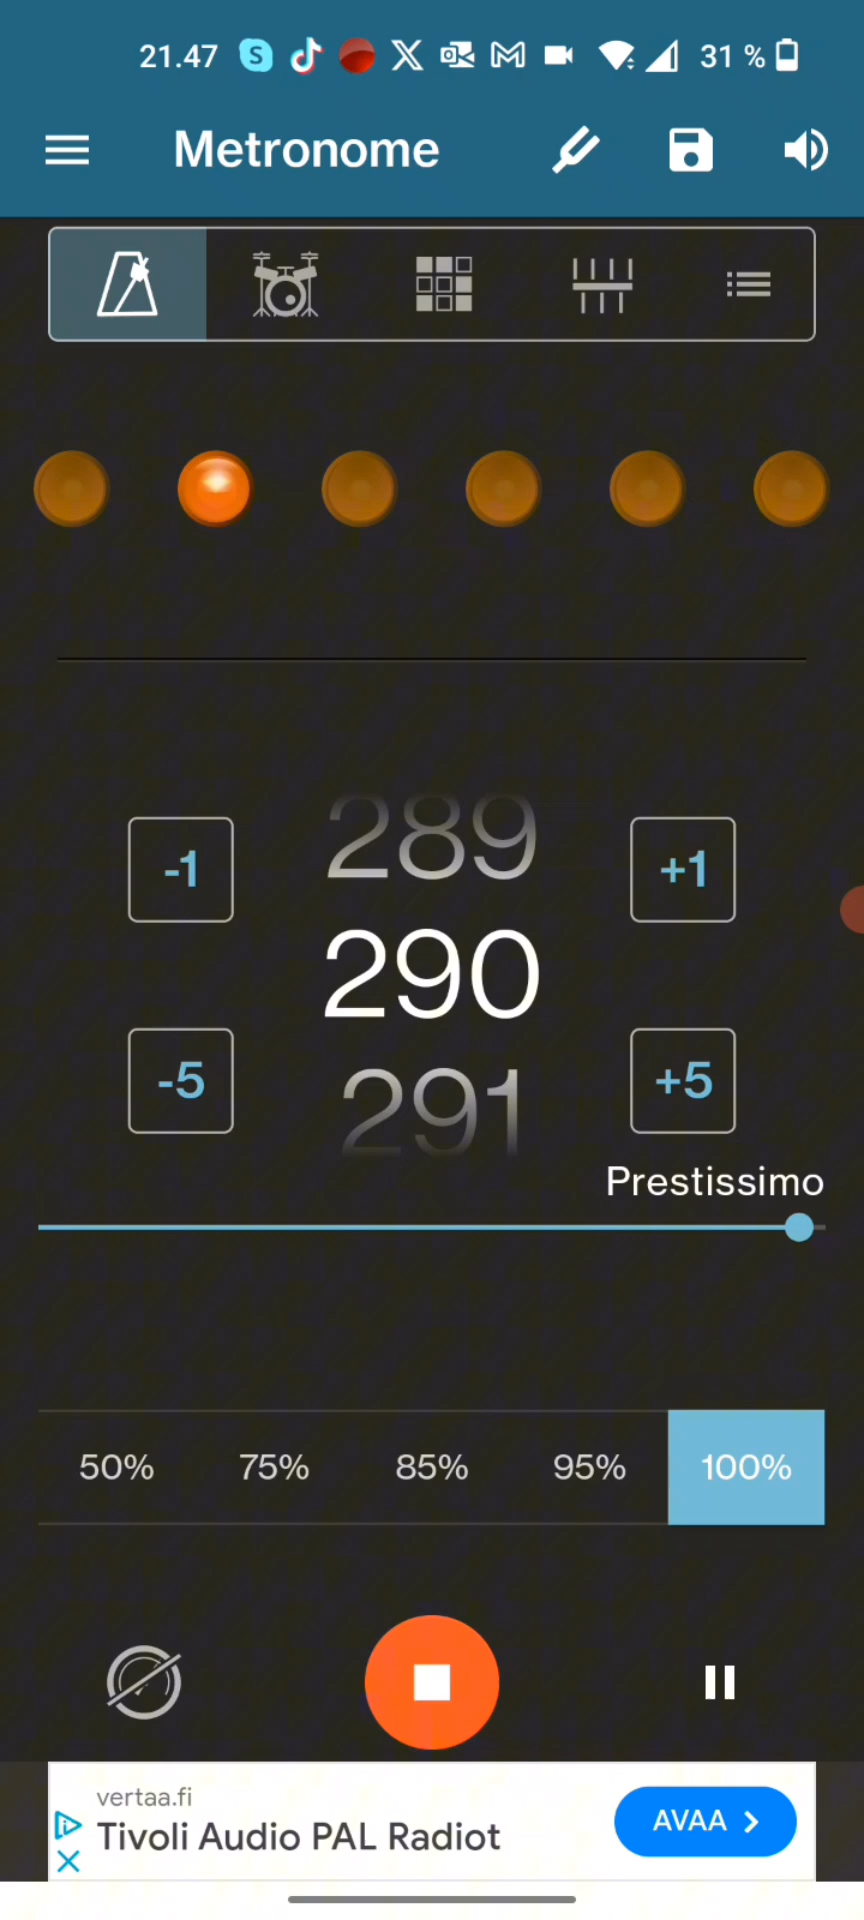 21.47 31 %
Metronome
289
-1 +1
290
-5 +5
291
Prestissimo
50% 75% 85% 95% 100%
vertaa.fi
Tivoli Audio PAL Radiot
AVAA